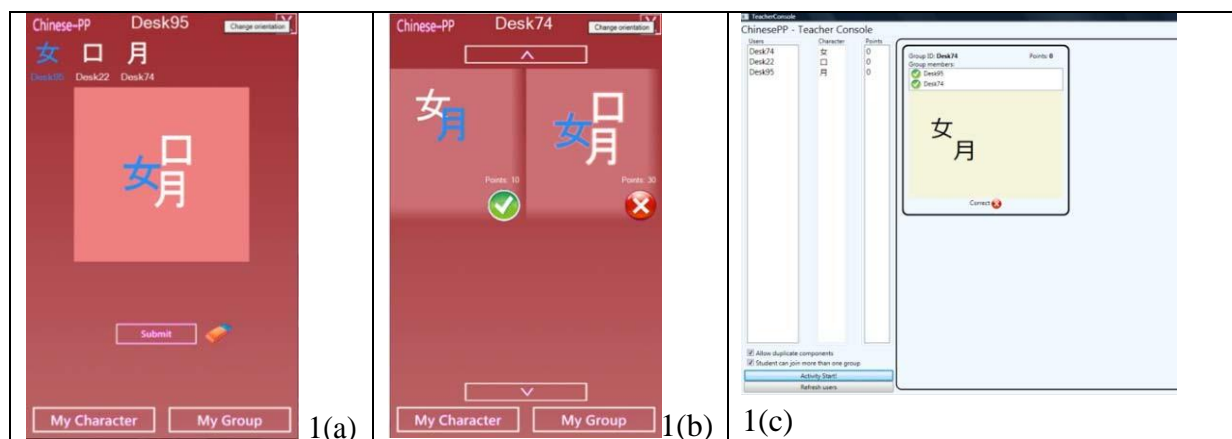 Chinese-PP Desk95 Change orientation
女 口 月
Desk95 Desk22 Desk74
女 口
月
Submit
My Character My Group
1(a)
Chinese-PP Desk74 Change orientation
女 月
女 口
月
Points: 10 Points: 30
My Character My Group
1(b)
TeacherConsole
ChinesePP - Teacher Console
Users Character Points
Desk74 女 0
Desk22 口 0
Desk95 月 0
Allow duplicate components
Student can join more than one group
Activity Start!
Refresh users
Group ID: Desk74 Points: 0
Group members:
Desk95
Desk74
女
月
Correct
1(c)